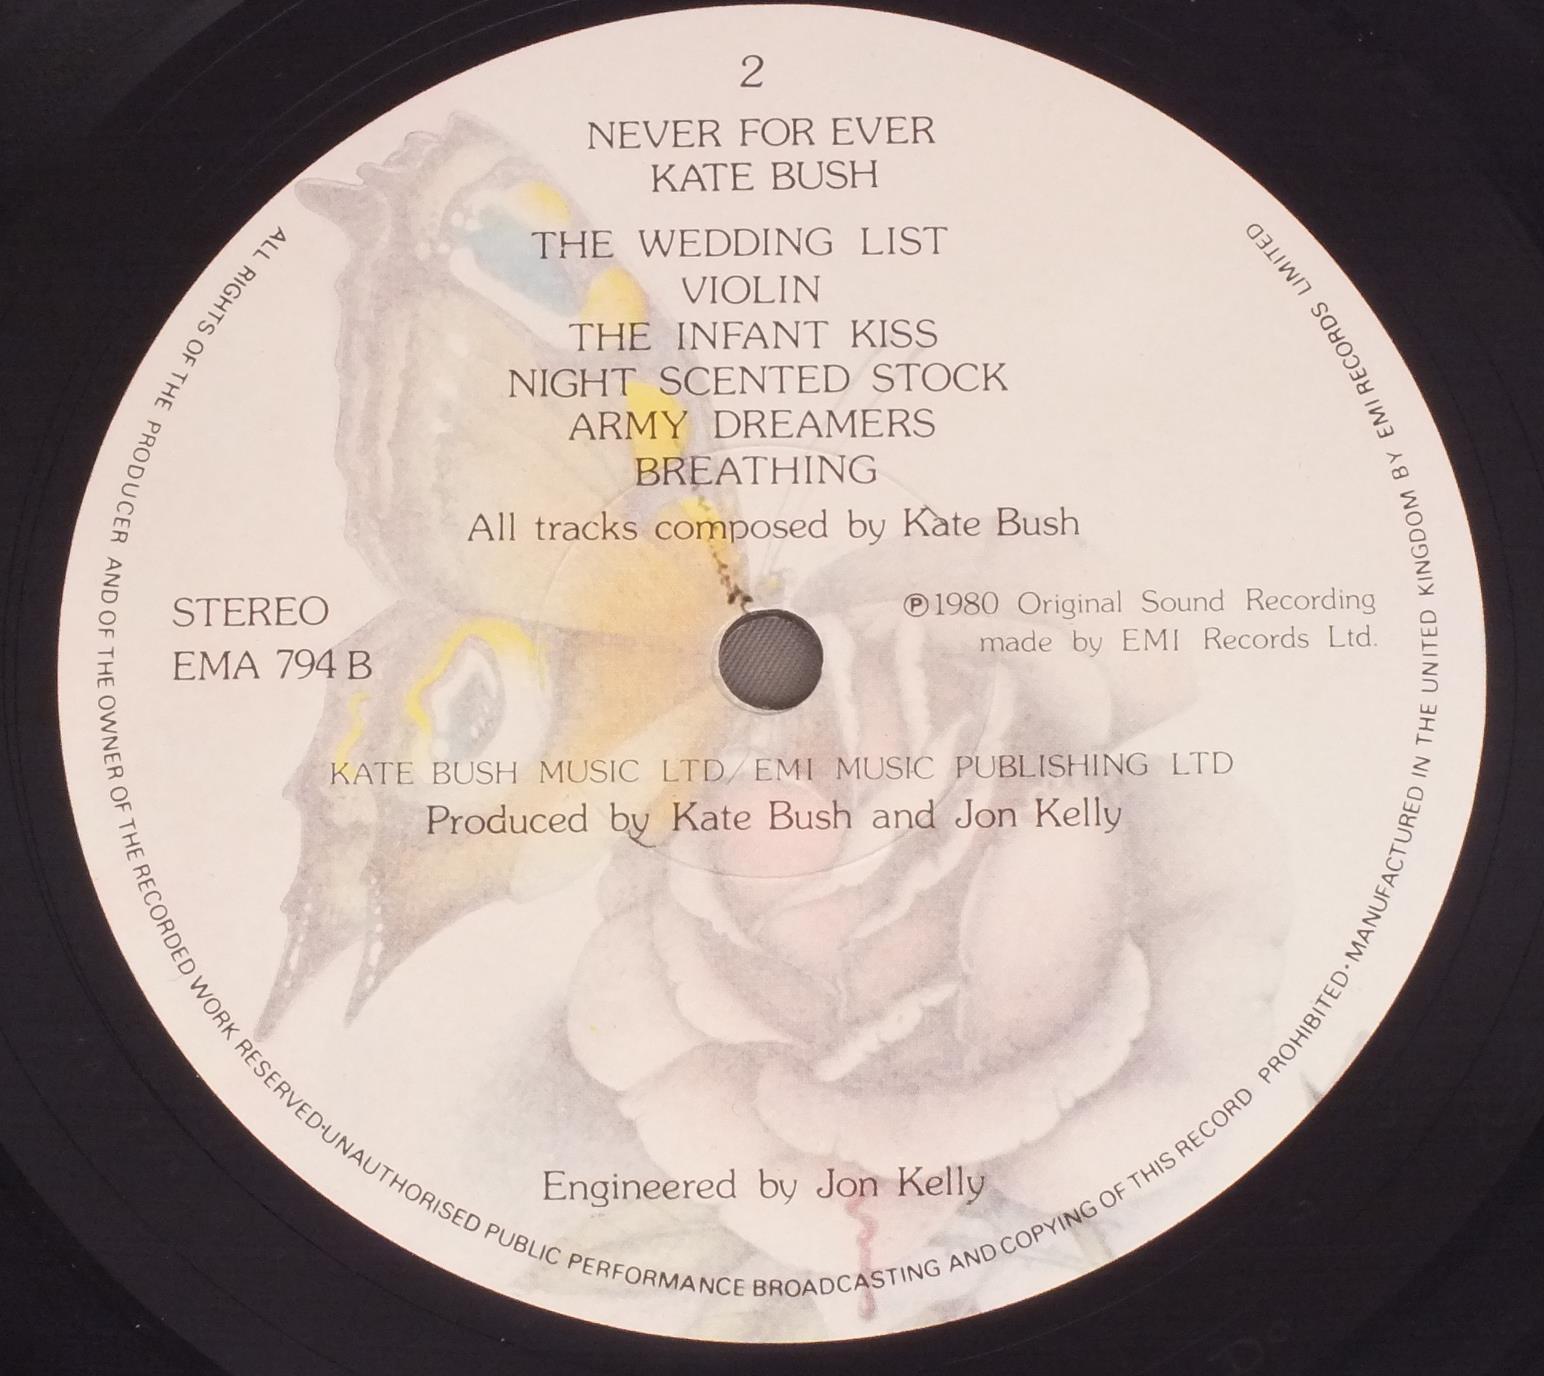 2
NEVER FOR EVER
KATE BUSH
THE WEDDING LIST
VIOLIN
THE INFANT KISS
NIGHT SCENTED STOCK
ARMY DREAMERS
BREATHING
All tracks composed by Kate Bush
STEREO
EMA 794 B
℗1980 Original Sound Recording
made by EMI Records Ltd.
KATE BUSH MUSIC LTD/EMI MUSIC PUBLISHING LTD
Produced by Kate Bush and Jon Kelly
Engineered by Jon Kelly
ALL RIGHTS OF THE PRODUCER AND OF THE OWNER OF THE RECORDED WORK RESERVED·UNAUTHORISED PUBLIC PERFORMANCE BROADCASTING AND COPYING OF THIS RECORD PROHIBITED·MANUFACTURED IN THE UNITED KINGDOM BY EMI RECORDS LIMITED